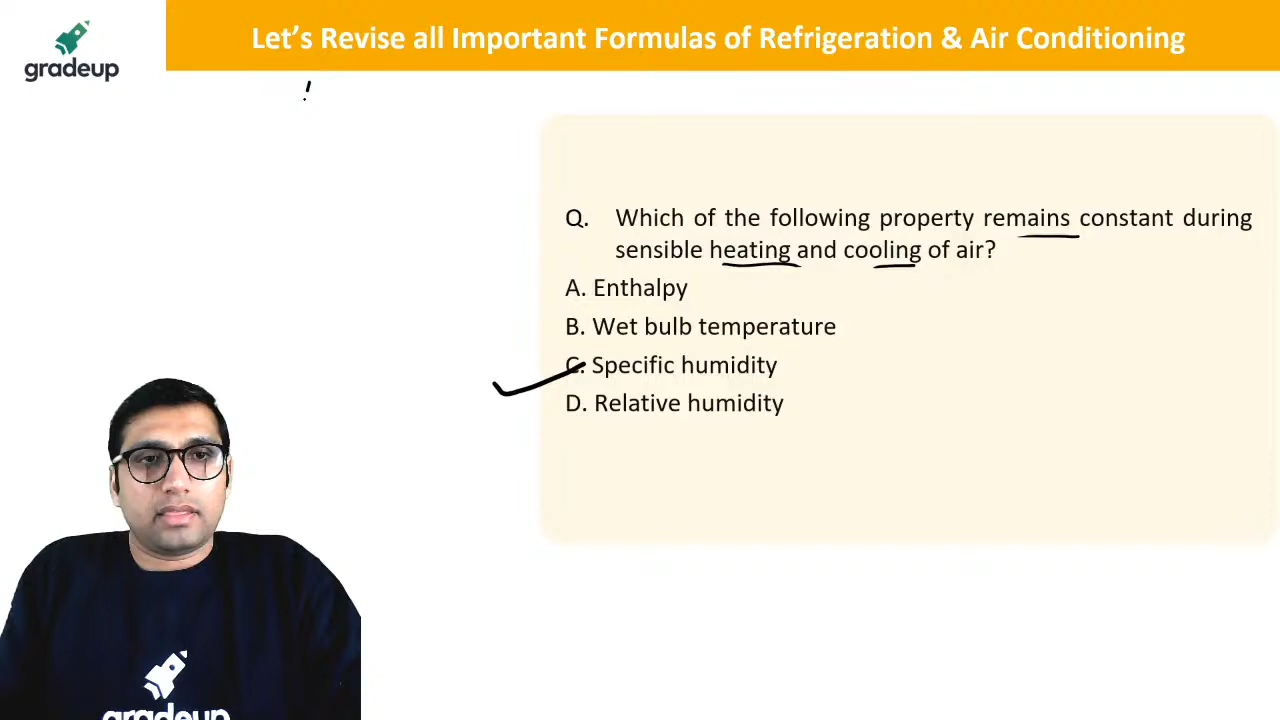 gradeup
Let's Revise all Important Formulas of Refrigeration & Air Conditioning
Q. Which of the following property remains constant during
sensible heating and cooling of air?
A. Enthalpy
B. Wet bulb temperature
C. Specific humidity
D. Relative humidity
gradeup